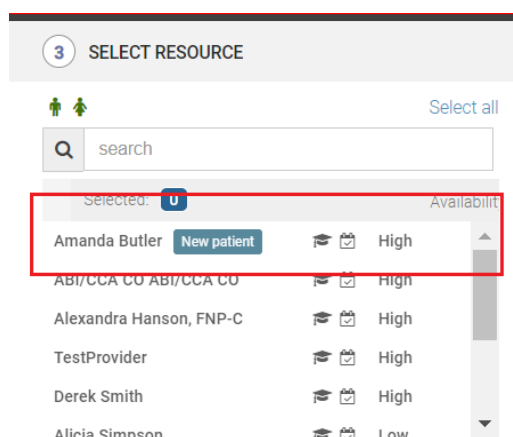 3 SELECT RESOURCE
Select all
search
Selected: 0 Availabilit
Amanda Butler New patient High
ABI/CCA CO ABI/CCA CO High
Alexandra Hanson, FNP-C High
TestProvider High
Derek Smith High
Alicia Simpson Low